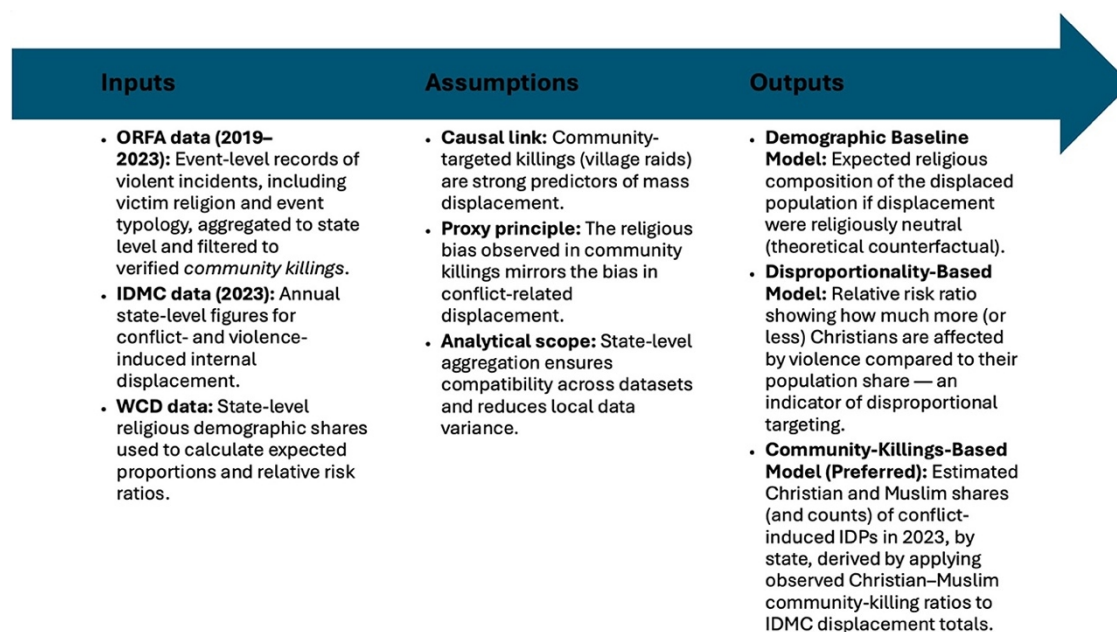 Inputs
• ORFA data (2019–
2023): Event-level records of
violent incidents, including
victim religion and event
typology, aggregated to state
level and filtered to
verified community killings.
• IDMC data (2023): Annual
state-level figures for
conflict- and violence-
induced internal
displacement.
• WCD data: State-level
religious demographic shares
used to calculate expected
proportions and relative risk
ratios.
Assumptions
• Causal link: Community-
targeted killings (village raids)
are strong predictors of mass
displacement.
• Proxy principle: The religious
bias observed in community
killings mirrors the bias in
conflict-related
displacement.
• Analytical scope: State-level
aggregation ensures
compatibility across datasets
and reduces local data
variance.
Outputs
• Demographic Baseline
Model: Expected religious
composition of the displaced
population if displacement
were religiously neutral
(theoretical counterfactual).
• Disproportionality-Based
Model: Relative risk ratio
showing how much more (or
less) Christians are affected
by violence compared to their
population share — an
indicator of disproportional
targeting.
• Community-Killings-Based
Model (Preferred): Estimated
Christian and Muslim shares
(and counts) of conflict-
induced IDPs in 2023, by
state, derived by applying
observed Christian–Muslim
community-killing ratios to
IDMC displacement totals.